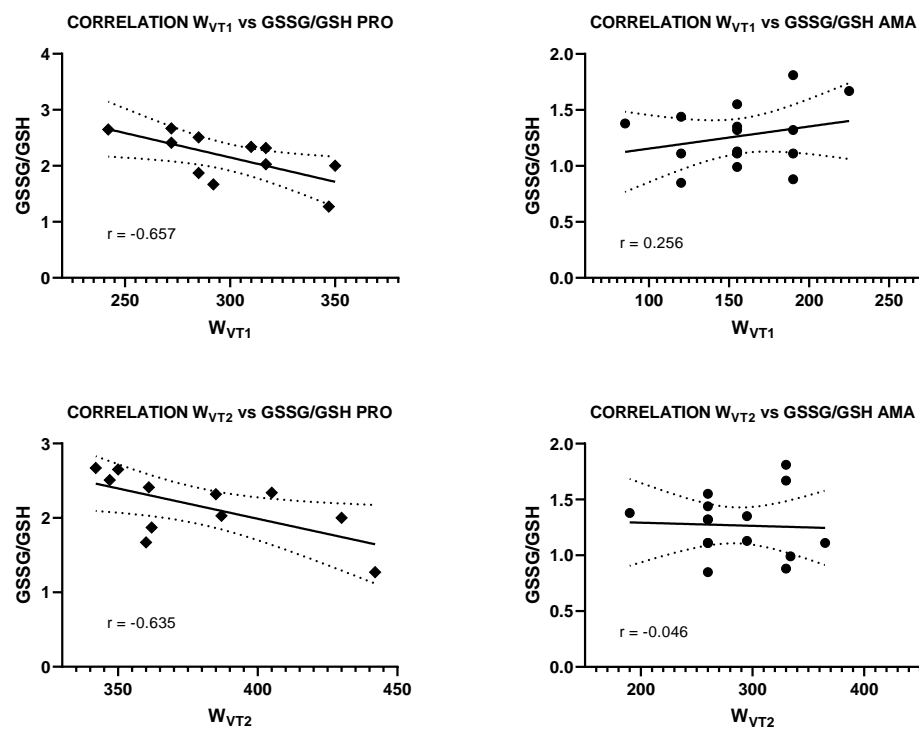 CORRELATION WVT1 vs GSSG/GSH PRO
4
3
2
1
0
GSSG/GSH
r = -0.657
250 300 350
WVT1
CORRELATION WVT1 vs GSSG/GSH AMA
2.0
1.5
1.0
0.5
0.0
GSSG/GSH
r = 0.256
100 150 200 250
WVT1
CORRELATION WVT2 vs GSSG/GSH PRO
3
2
1
0
GSSG/GSH
r = -0.635
350 400 450
WVT2
CORRELATION WVT2 vs GSSG/GSH AMA
2.0
1.5
1.0
0.5
0.0
GSSG/GSH
r = -0.046
200 300 400
WVT2